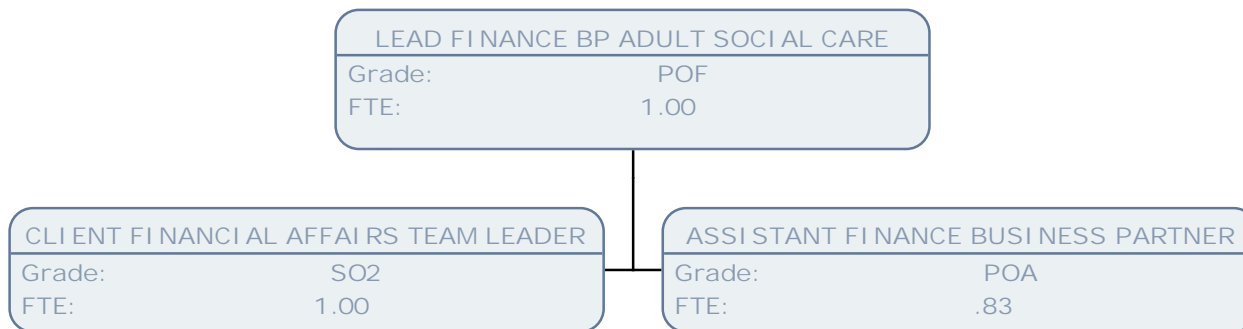 LEAD FINANCE BP ADULT SOCIAL CARE
Grade: POF
FTE: 1.00
CLIENT FINANCIAL AFFAIRS TEAM LEADER
Grade: SO2
FTE: 1.00
ASSISTANT FINANCE BUSINESS PARTNER
Grade: POA
FTE: .83